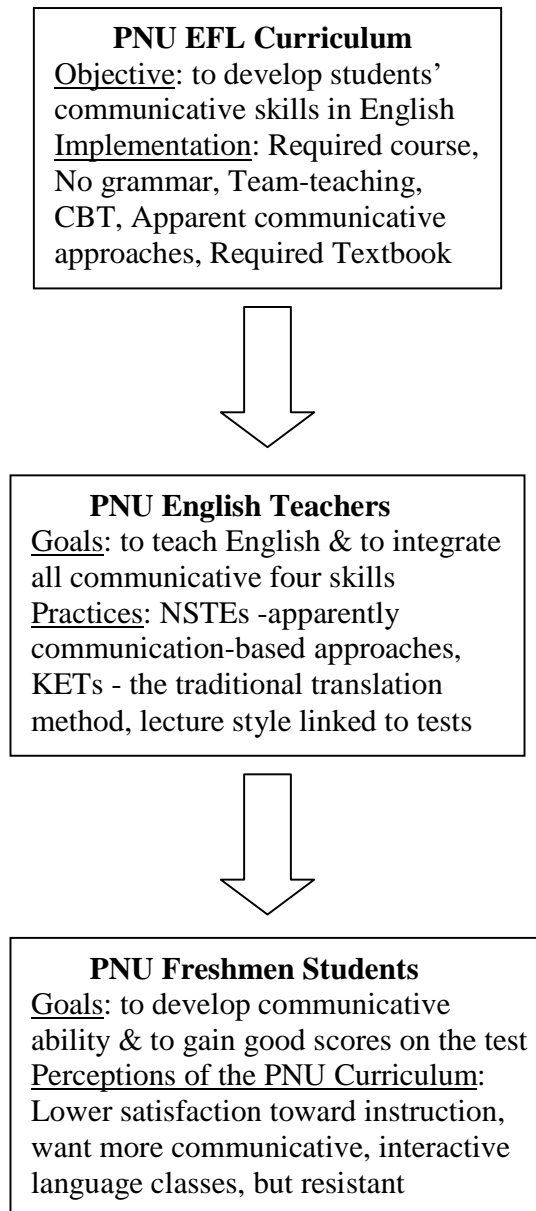 PNU EFL Curriculum
Objective: to develop students’
communicative skills in English
Implementation: Required course,
No grammar, Team-teaching,
CBT, Apparent communicative
approaches, Required Textbook
PNU English Teachers
Goals: to teach English & to integrate
all communicative four skills
Practices: NSTEs -apparently
communication-based approaches,
KETs - the traditional translation
method, lecture style linked to tests
PNU Freshmen Students
Goals: to develop communicative
ability & to gain good scores on the test
Perceptions of the PNU Curriculum:
Lower satisfaction toward instruction,
want more communicative, interactive
language classes, but resistant